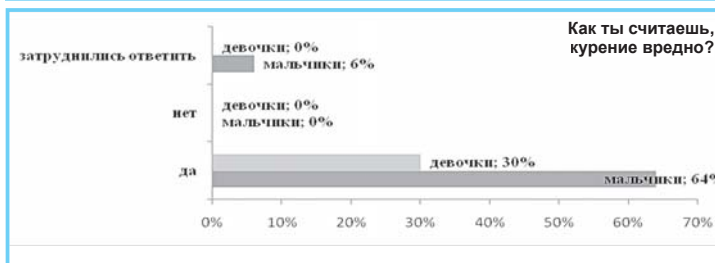 Как ты считаешь,
курение вредно?
затруднились ответить
девочки; 0%
мальчики; 6%
нет
девочки; 0%
мальчики; 0%
да
девочки; 30%
мальчики; 64%
0% 10% 20% 30% 40% 50% 60% 70%